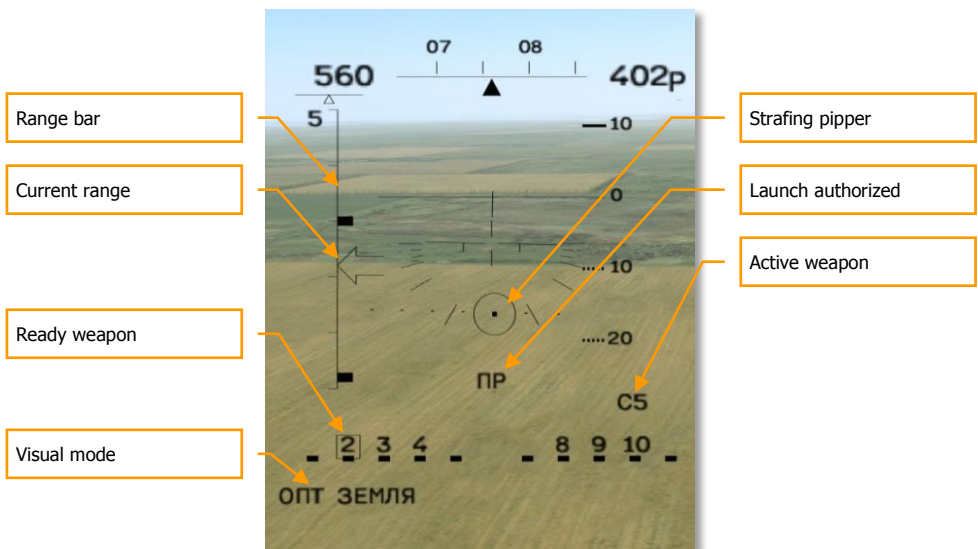 07 08
560 402р
5
10
0
10
20
ПР
С5
2 3 4 8 9 10
ОПТ ЗЕМЛЯ
Range bar
Current range
Ready weapon
Visual mode
Strafing pipper
Launch authorized
Active weapon